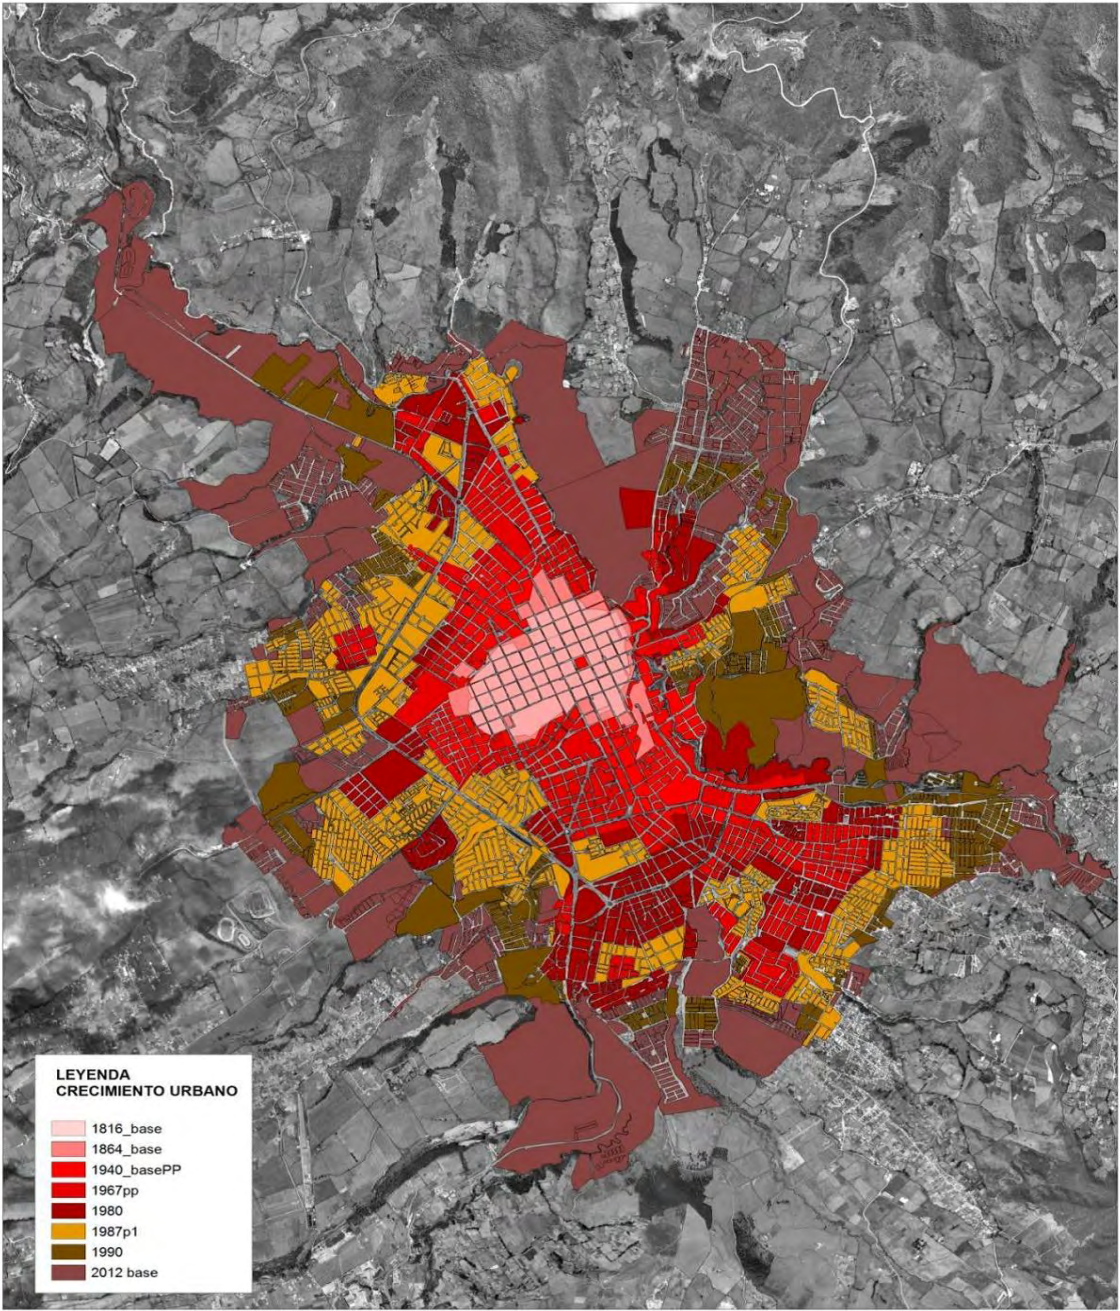 LEYENDA
CRECIMIENTO URBANO
1816_base
1864_base
1940_basePP
1967pp
1980
1987p1
1990
2012 base